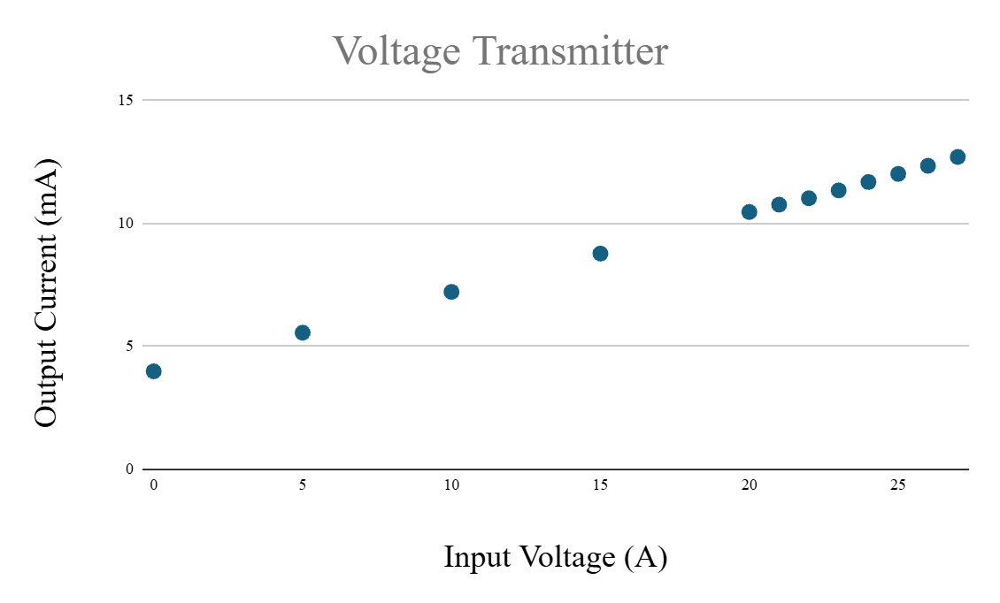 Voltage Transmitter
15
10
5
0
Output Current (mA)
0 5 10 15 20 25
Input Voltage (A)